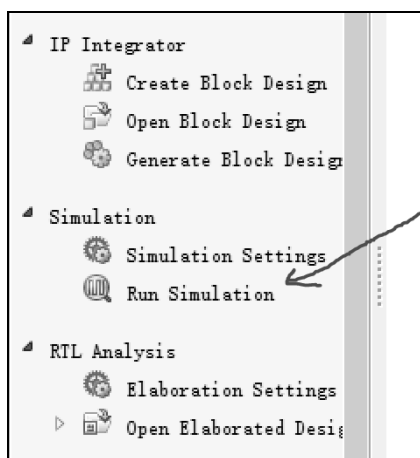 IP Integrator
Create Block Design
Open Block Design
Generate Block Desig
Simulation
Simulation Settings
Run Simulation
RTL Analysis
Elaboration Settings
Open Elaborated Desi